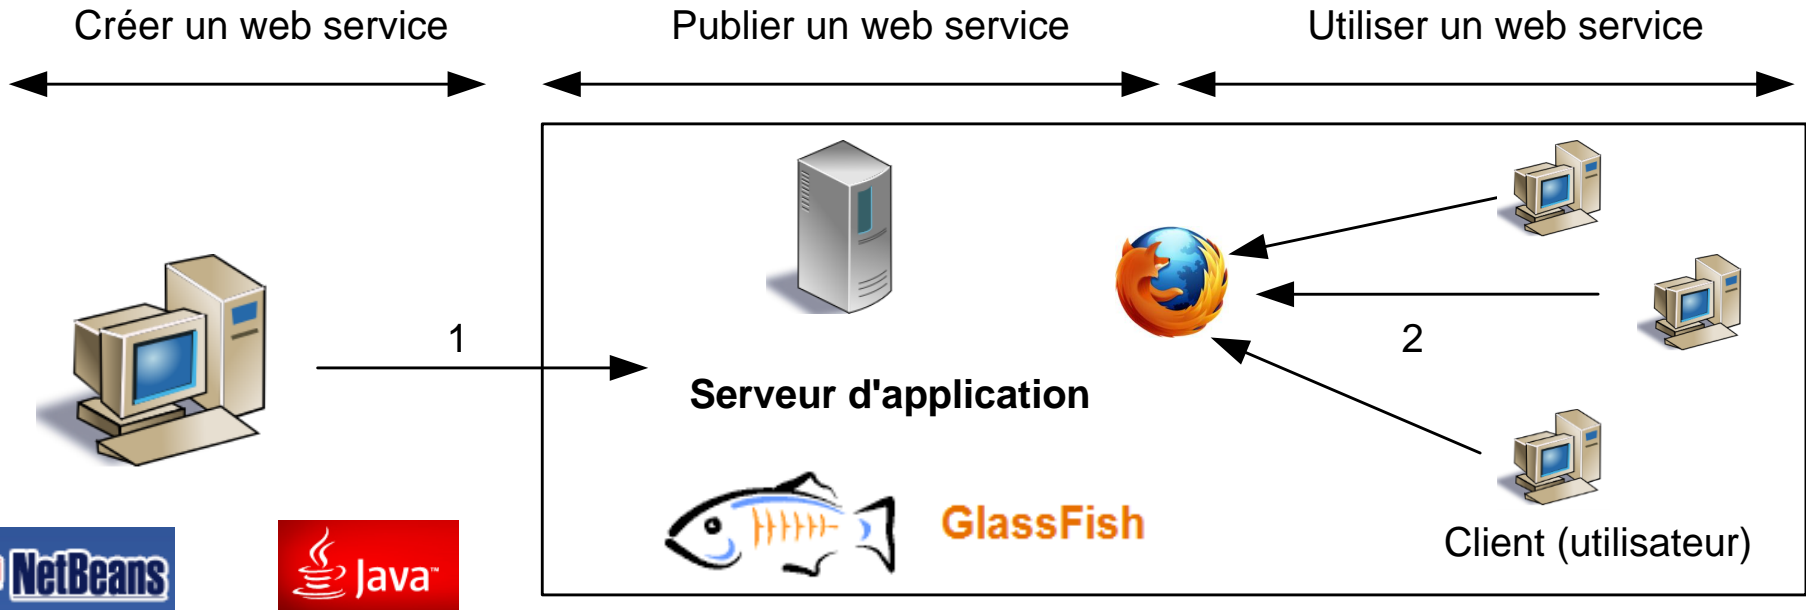 Créer un web service
Publier un web service
Utiliser un web service
1
2
Serveur d'application
GlassFish
Client (utilisateur)
NetBeans
Java™